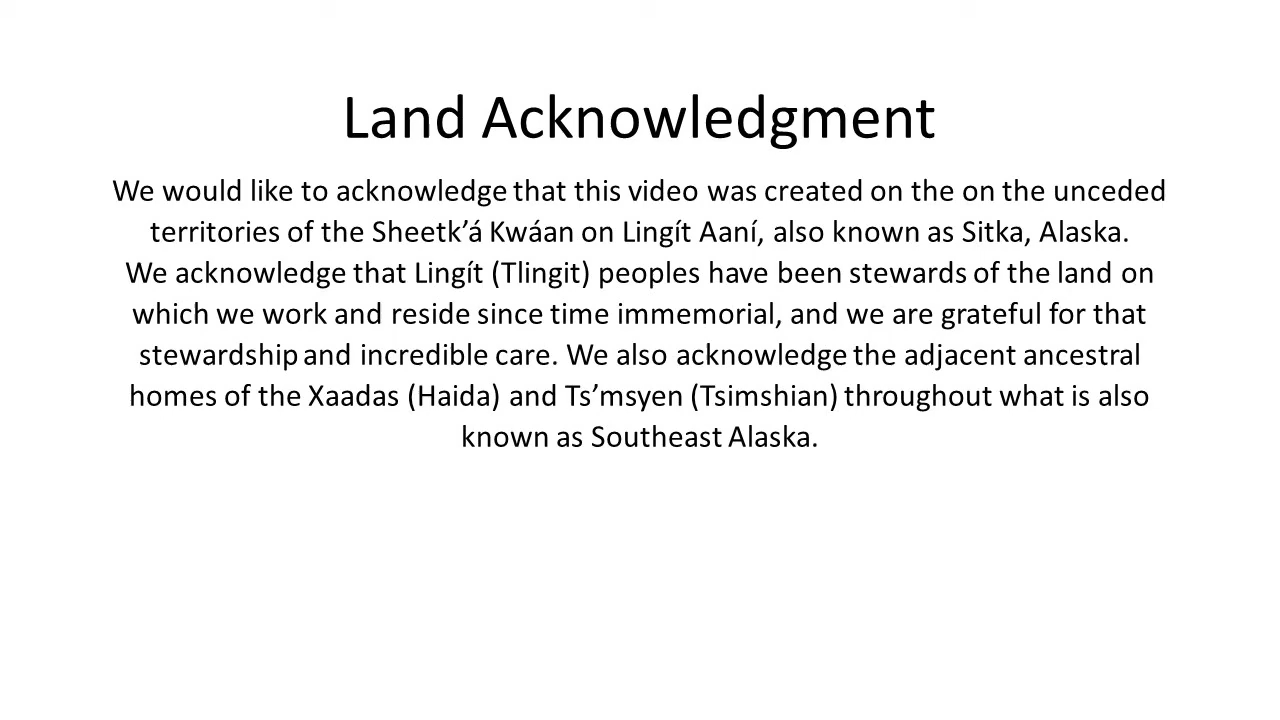 Land Acknowledgment
We would like to acknowledge that this video was created on the on the unceded
territories of the Sheetk’á Kwáan on Lingít Aaní, also known as Sitka, Alaska.
We acknowledge that Lingít (Tlingit) peoples have been stewards of the land on
which we work and reside since time immemorial, and we are grateful for that
stewardship and incredible care. We also acknowledge the adjacent ancestral
homes of the Xaadas (Haida) and Ts’msyen (Tsimshian) throughout what is also
known as Southeast Alaska.